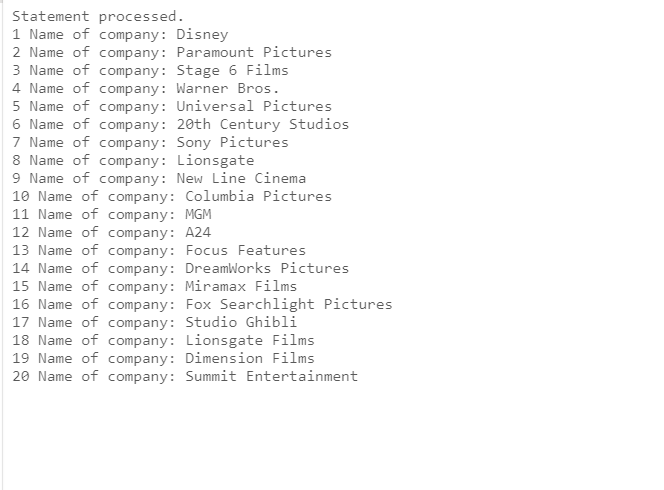 Statement processed.
1 Name of company: Disney
2 Name of company: Paramount Pictures
3 Name of company: Stage 6 Films
4 Name of company: Warner Bros.
5 Name of company: Universal Pictures
6 Name of company: 20th Century Studios
7 Name of company: Sony Pictures
8 Name of company: Lionsgate
9 Name of company: New Line Cinema
10 Name of company: Columbia Pictures
11 Name of company: MGM
12 Name of company: A24
13 Name of company: Focus Features
14 Name of company: DreamWorks Pictures
15 Name of company: Miramax Films
16 Name of company: Fox Searchlight Pictures
17 Name of company: Studio Ghibli
18 Name of company: Lionsgate Films
19 Name of company: Dimension Films
20 Name of company: Summit Entertainment